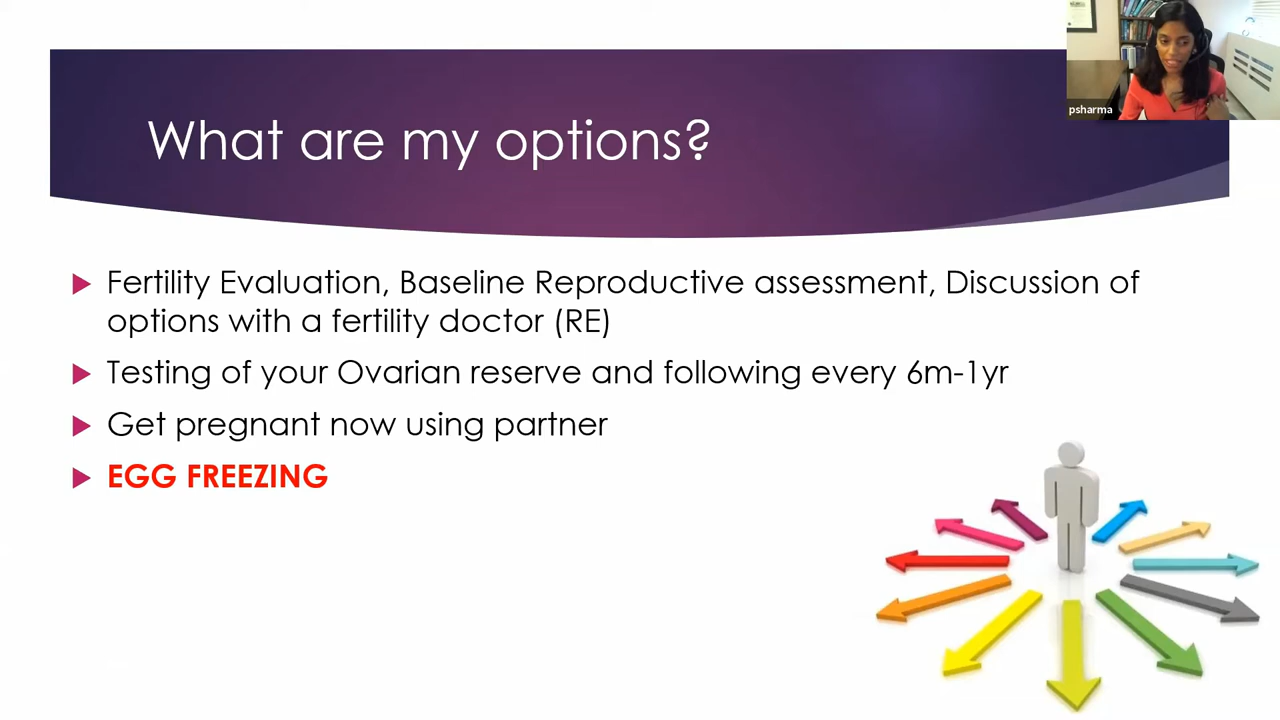 psharma
What are my options?
Fertility Evaluation, Baseline Reproductive assessment, Discussion of
options with a fertility doctor (RE)
Testing of your Ovarian reserve and following every 6m-1yr
Get pregnant now using partner
EGG FREEZING